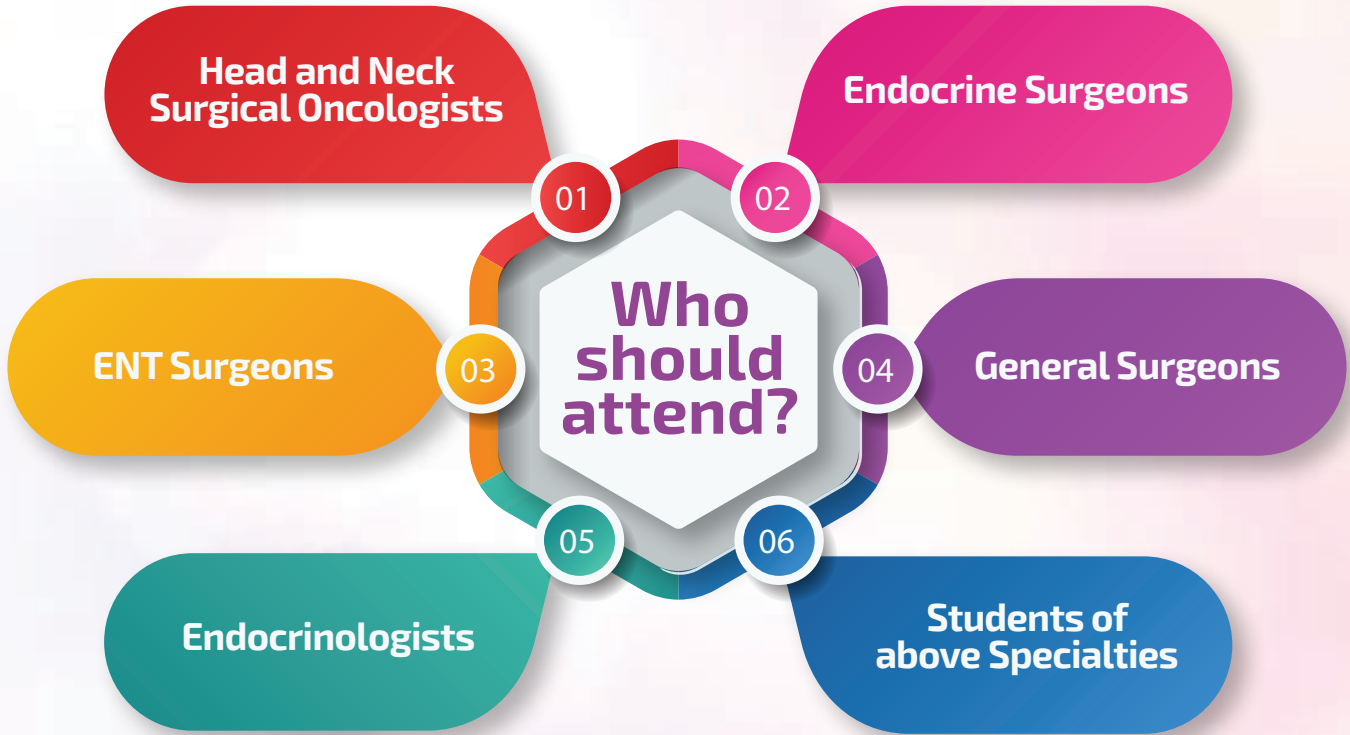 Who
should
attend?
01
Head and Neck
Surgical Oncologists
02
Endocrine Surgeons
03
ENT Surgeons
04
General Surgeons
05
Endocrinologists
06
Students of
above Specialties